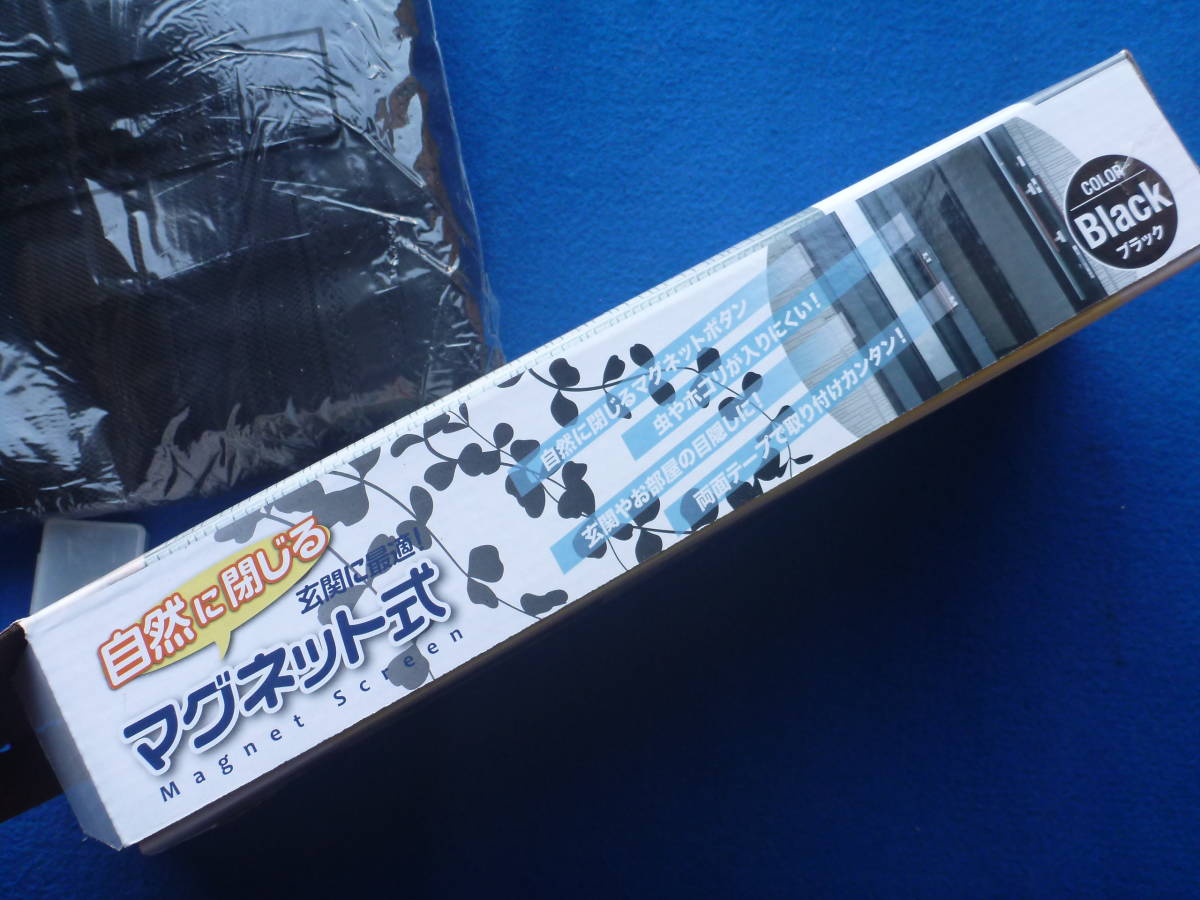 自然に閉じる
玄関に最適!
マグネット式
Magnet Screen
自然に閉じるマグネットボタン
虫やホコリが入りにくい!
玄関やお部屋の目隠しに!
両面テープで取り付けカンタン!
COLOR
Black
ブラック